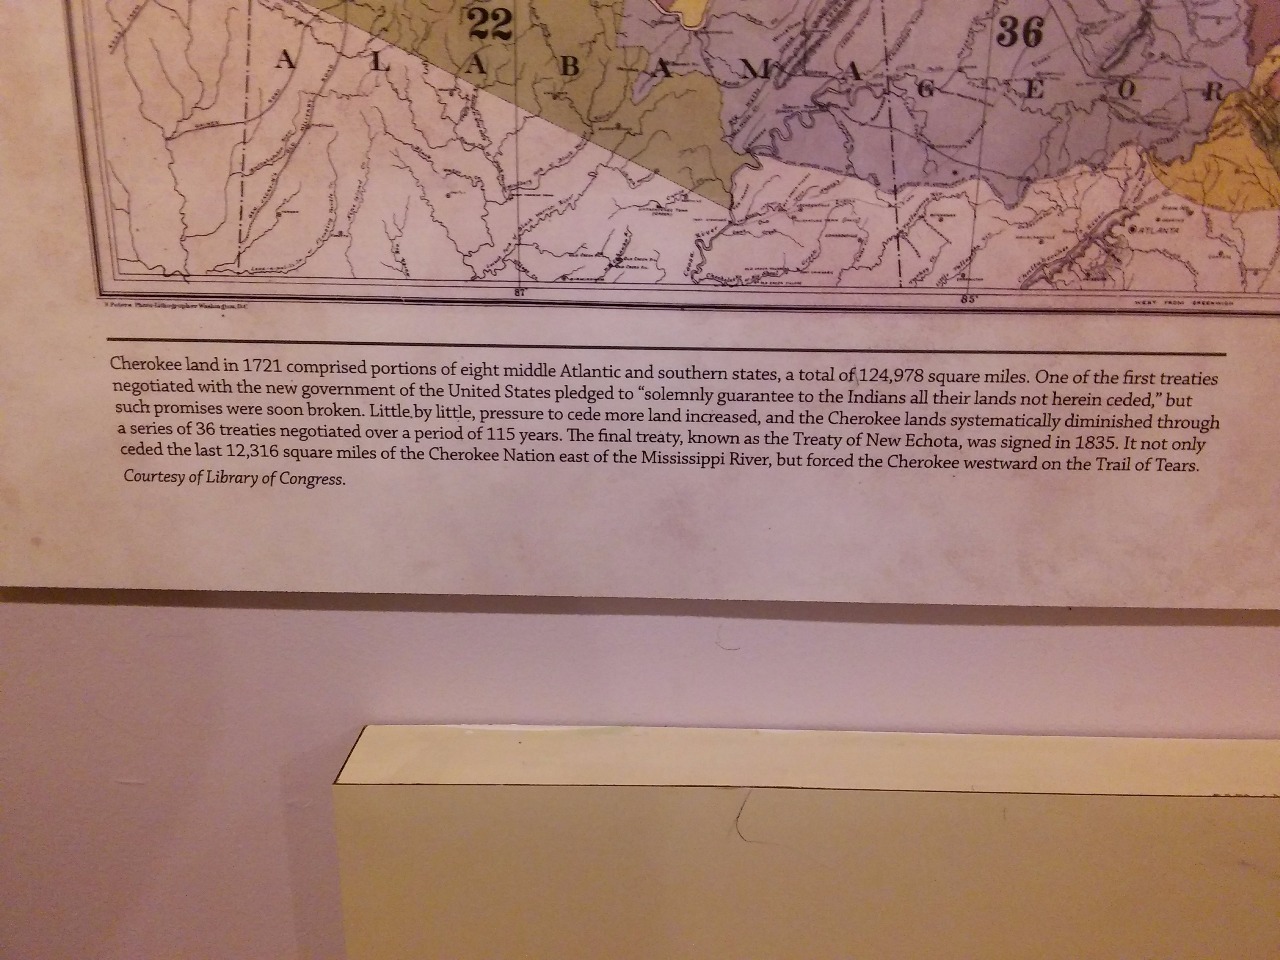 22
36
A L A B A M A G E O R
ATLANTA
87°
85°
WEST FROM GREENWICH
N. Peters, Photo-Lithographer, Washington, D.C.
Cherokee land in 1721 comprised portions of eight middle Atlantic and southern states, a total of 124,978 square miles. One of the first treaties
negotiated with the new government of the United States pledged to “solemnly guarantee to the Indians all their lands not herein ceded,” but
such promises were soon broken. Little by little, pressure to cede more land increased, and the Cherokee lands systematically diminished through
a series of 36 treaties negotiated over a period of 115 years. The final treaty, known as the Treaty of New Echota, was signed in 1835. It not only
ceded the last 12,316 square miles of the Cherokee Nation east of the Mississippi River, but forced the Cherokee westward on the Trail of Tears.
Courtesy of Library of Congress.